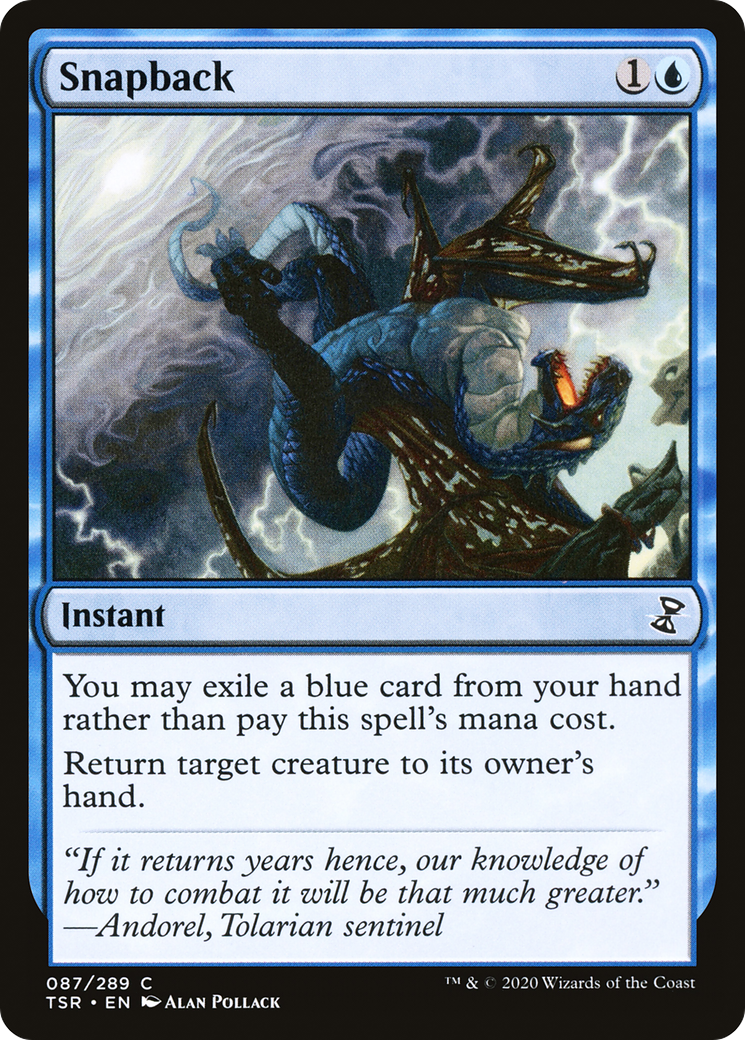 Snapback 1
Instant
You may exile a blue card from your hand
rather than pay this spell's mana cost.
Return target creature to its owner's
hand.
“If it returns years hence, our knowledge of
how to combat it will be that much greater.”
—Andorel, Tolarian sentinel
087/289 C
™ & © 2020 Wizards of the Coast
TSR • EN Alan Pollack